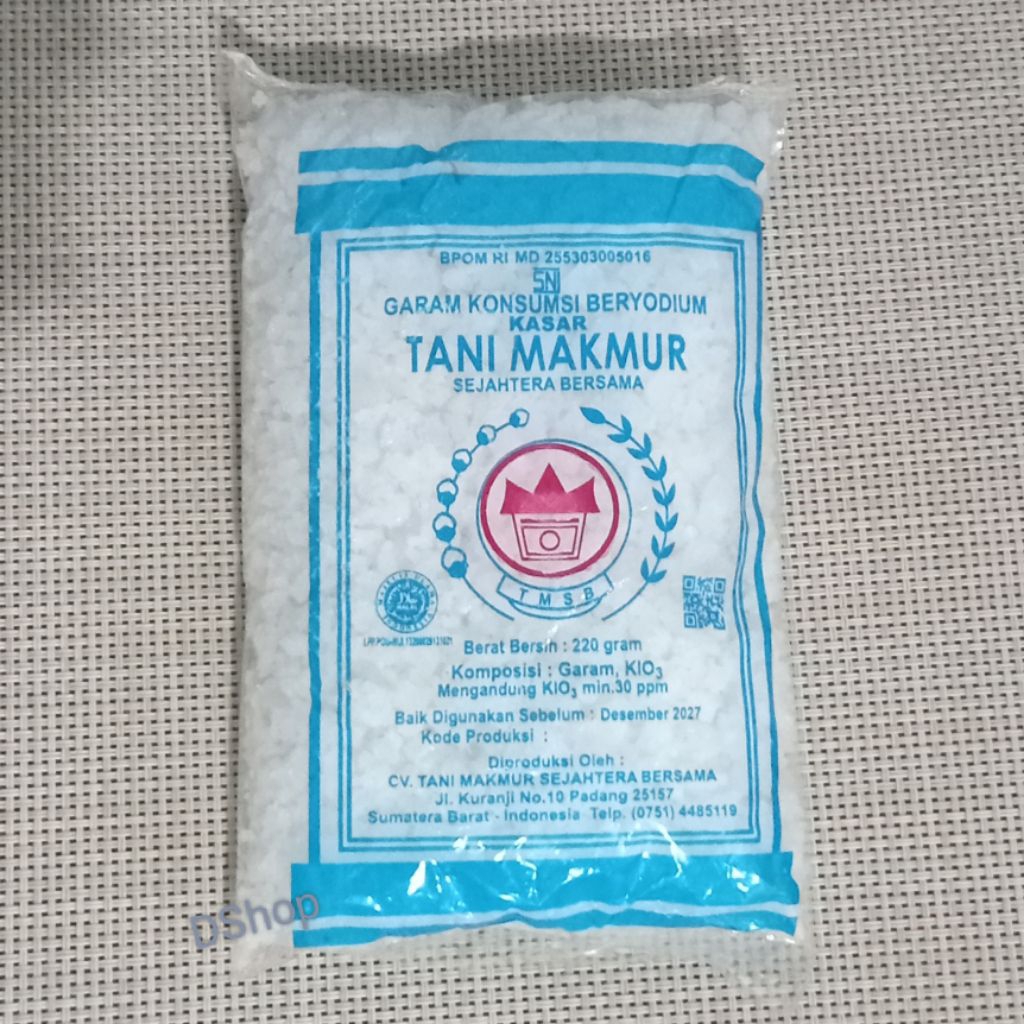 BPOM RI MD 255303005016
SNI
GARAM KONSUMSI BERYODIUM
KASAR
TANI MAKMUR
SEJAHTERA BERSAMA
TMSB
HALAL
Berat Bersih : 220 gram
Komposisi : Garam, KIO₃
Mengandung KIO₃ min.30 ppm
Baik Digunakan Sebelum : Desember 2027
Kode Produksi :
Diproduksi Oleh :
CV. TANI MAKMUR SEJAHTERA BERSAMA
Jl. Kuranji No.10 Padang 25157
Sumatera Barat - Indonesia Telp. (0751) 4485119
DShop